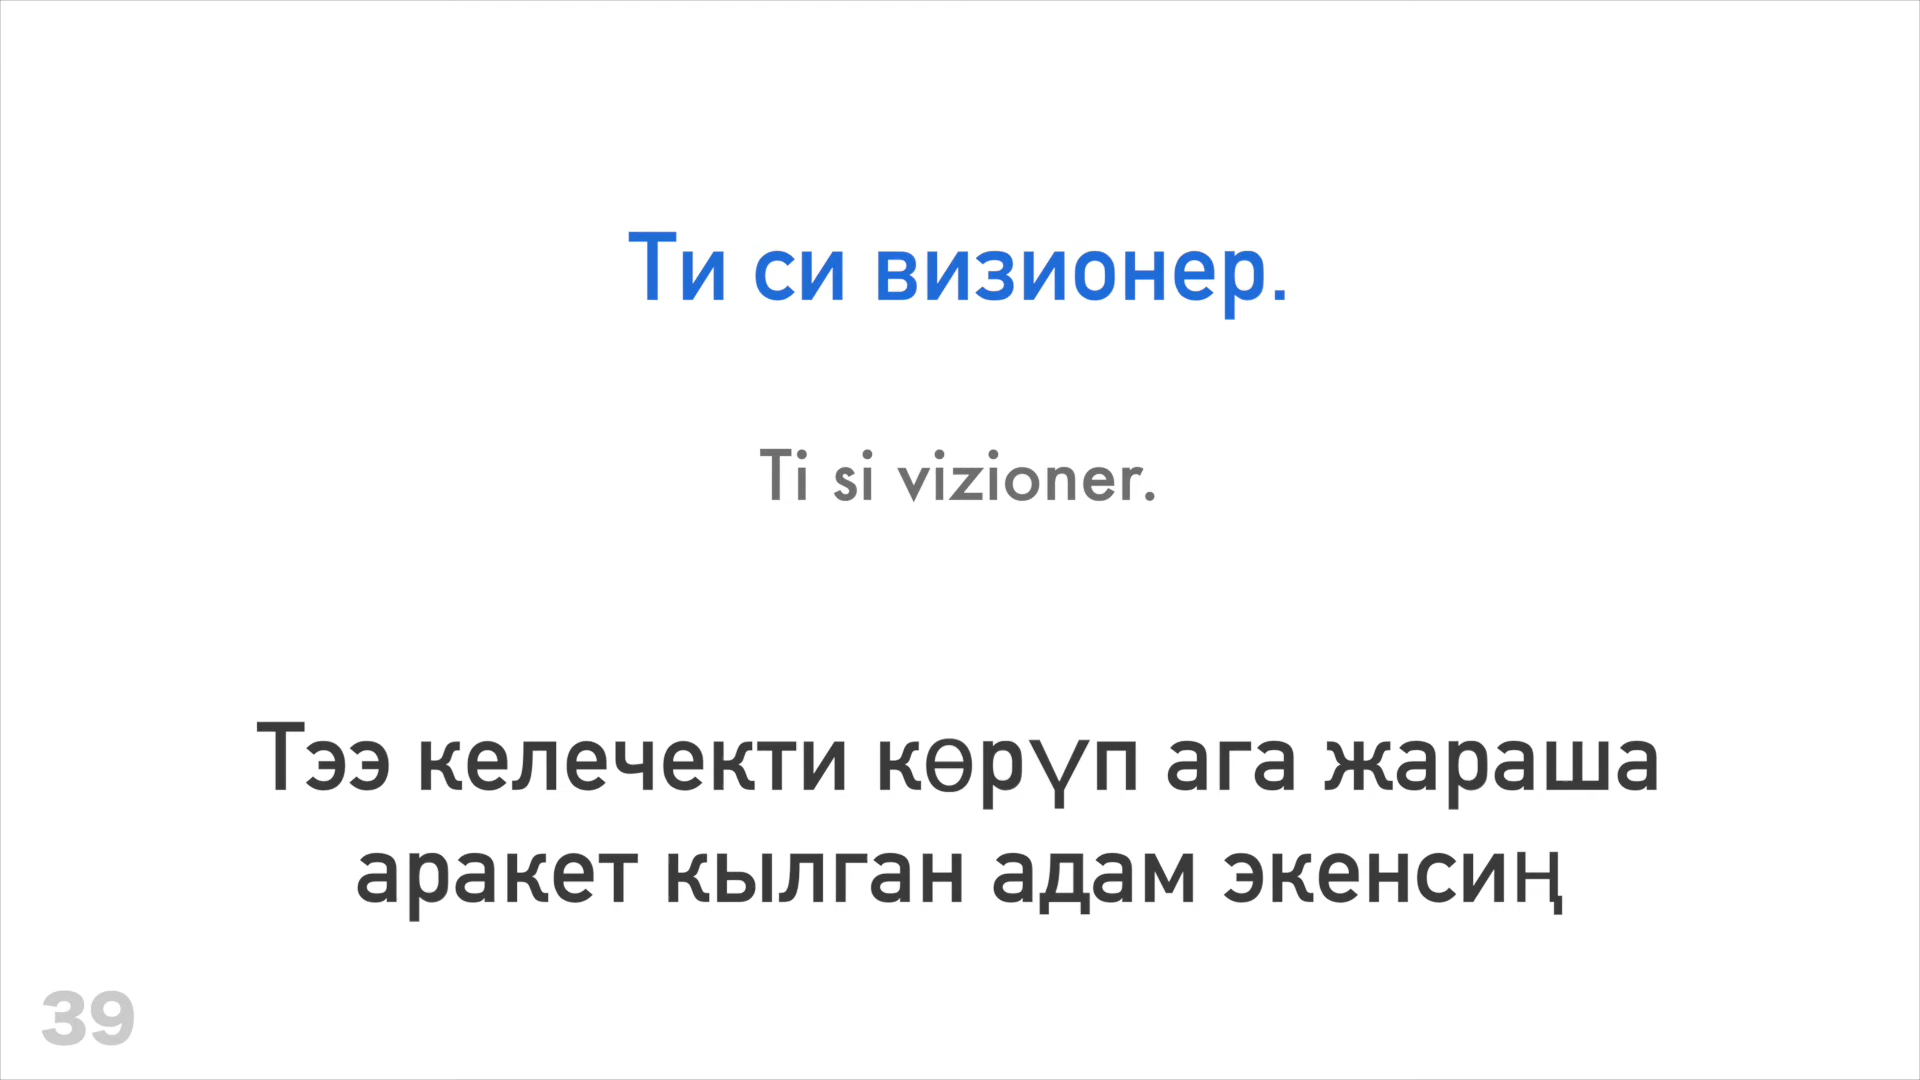 Ти си визионер.
Ti si vizioner.
Тээ келечекти көрүп ага жараша
аракет кылган адам экенсиң
39